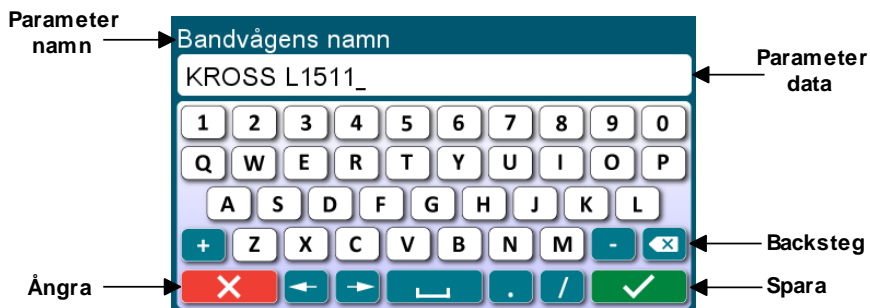 Parameter
namn
Bandvågens namn
KROSS L1511_
Parameter
data
1 2 3 4 5 6 7 8 9 0
Q W E R T Y U I O P
A S D F G H J K L
+ Z X C V B N M -
Backsteg
Ångra
. /
Spara